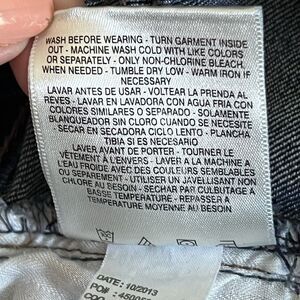 WASH BEFORE WEARING - TURN GARMENT INSIDE
OUT - MACHINE WASH COLD WITH LIKE COLORS
OR SEPARATELY - ONLY NON-CHLORINE BLEACH
WHEN NEEDED - TUMBLE DRY LOW - WARM IRON IF
NECESSARY
LAVAR ANTES DE USAR - VOLTEAR LA PRENDA AL
REVES - LAVAR EN LAVADORA CON AGUA FRIA CON
COLORES SIMILARES O SEPARADO - SOLAMENTE
BLANQUEADOR SIN CLORO CUANDO SE NECESITE -
SECAR EN SECADORA CICLO LENTO - PLANCHA
TIBIA SI ES NECESARIO
LAVER AVANT DE PORTER - TOURNER LE
VÊTEMENT À L'ENVERS - LAVER À LA MACHINE À
L'EAU FROIDE AVEC DES COULEURS SEMBLABLES
OU SÉPARÉMENT - UTILISER UN JAVELLISANT NON
CHLORE AU BESOIN - SÉCHER PAR CULBUTAGE À
BASSE TEMPÉRATURE - REPASSER À
TEMPÉRATURE MOYENNE AU BESOIN
DATE: 10/2013
PO#: